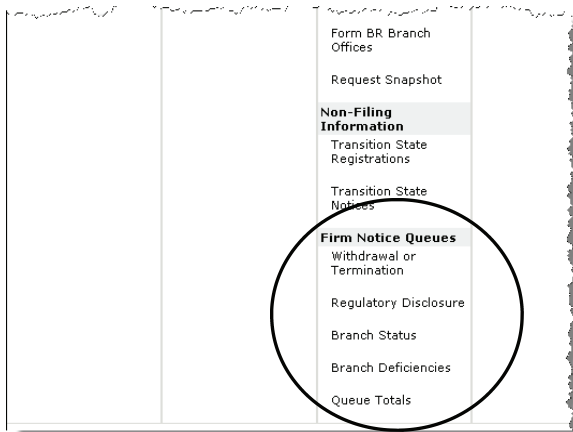 Form BR Branch
Offices
Request Snapshot
Non-Filing
Information
Transition State
Registrations
Transition State
Notices
Firm Notice Queues
Withdrawal or
Termination
Regulatory Disclosure
Branch Status
Branch Deficiencies
Queue Totals